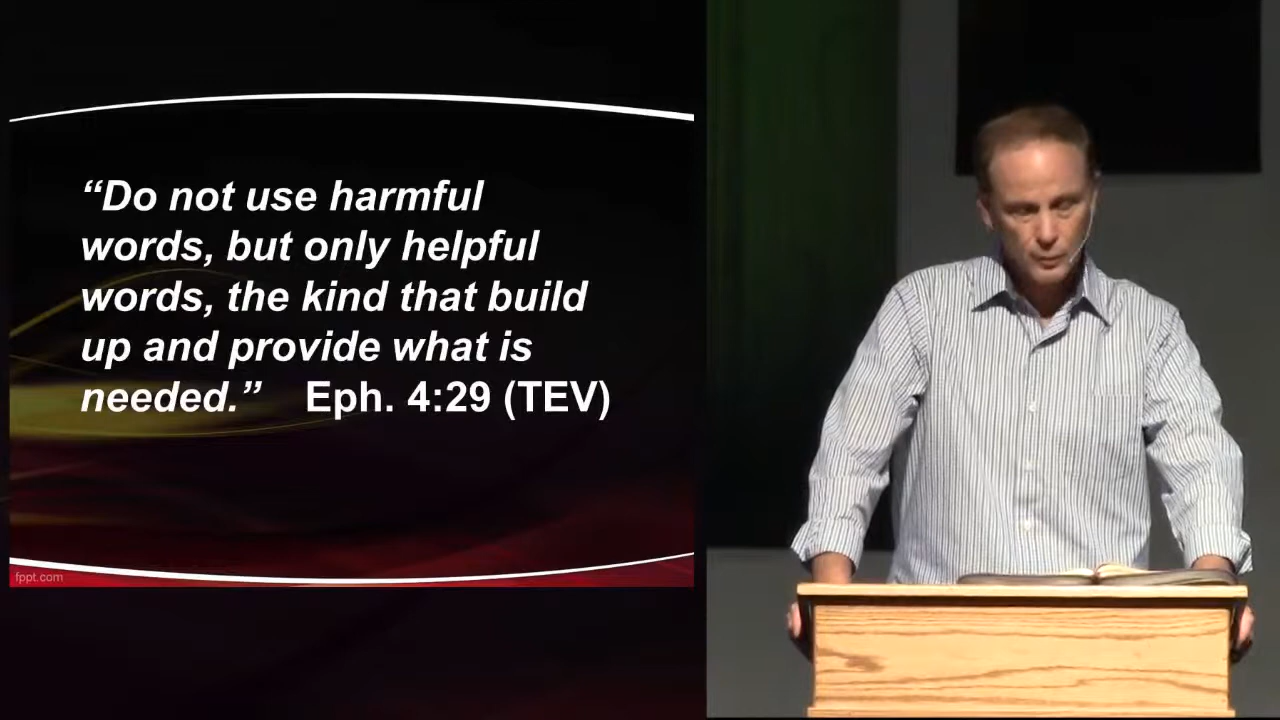 “Do not use harmful
words, but only helpful
words, the kind that build
up and provide what is
needed.” Eph. 4:29 (TEV)
fppt.com